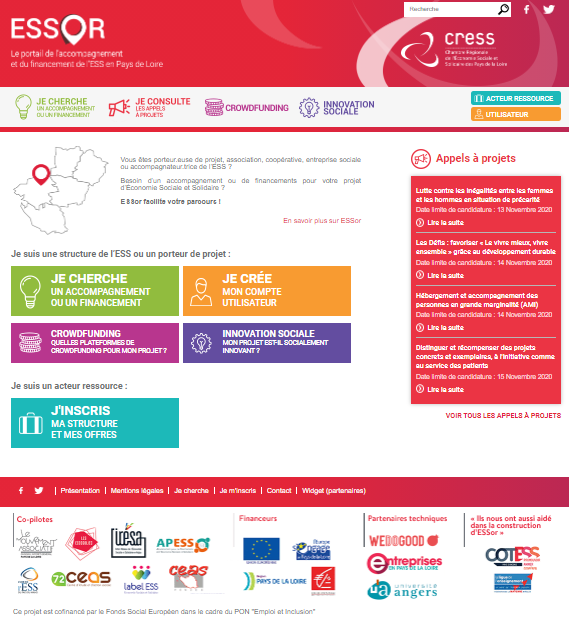 Recherche
ESSOR
Le portail de l'accompagnement
et du financement de l'ESS en Pays de Loire
cress
Chambre Régionale
de l'Économie Sociale et
Solidaire des Pays de la Loire
JE CHERCHE
UN ACCOMPAGNEMENT
OU UN FINANCEMENT
JE CONSULTE
LES APPELS
À PROJETS
CROWDFUNDING
INNOVATION
SOCIALE
ACTEUR RESSOURCE
UTILISATEUR
Vous êtes porteur.euse de projet, association, coopérative, entreprise sociale
ou accompagnateur.trice de l'ESS ?
Besoin d'un accompagnement ou de financements pour votre projet
d'Économie Sociale et Solidaire ?
ESSor facilite votre parcours !
En savoir plus sur ESSor
Je suis une structure de l'ESS ou un porteur de projet :
JE CHERCHE
UN ACCOMPAGNEMENT
OU UN FINANCEMENT
JE CRÉE
MON COMPTE
UTILISATEUR
CROWDFUNDING
QUELLES PLATEFORMES DE
CROWDFUNDING POUR MON PROJET ?
INNOVATION SOCIALE
MON PROJET EST-IL SOCIALEMENT
INNOVANT ?
Je suis un acteur ressource :
J'INSCRIS
MA STRUCTURE
ET MES OFFRES
Appels à projets
Lutte contre les inégalités entre les femmes
et les hommes en situation de précarité
Date limite de candidature : 13 Novembre 2020
Lire la suite
Les Défis : favoriser « Le vivre mieux, vivre
ensemble » grâce au développement durable
Date limite de candidature : 14 Novembre 2020
Lire la suite
Hébergement et accompagnement des
personnes en grande marginalité (AMI)
Date limite de candidature : 14 Novembre 2020
Lire la suite
Distinguer et récompenser des projets
concrets et exemplaires, à l'initiative comme
au service des patients
Date limite de candidature : 15 Novembre 2020
Lire la suite
VOIR TOUS LES APPELS À PROJETS
Présentation
Mentions légales
Je cherche
Je m'inscris
Contact
Widget (partenaires)
Co-pilotes
LE MOUVEMENT
ASSOCIATIF
LES ECOSSOLIES
iresa
APESS
ESS
72 ceas
label ESS
ceas
Financeurs
l'Europe
Région
PAYS DE LA LOIRE
Partenaires techniques
WEDOGOOD
entreprises
EN PAYS DE LA LOIRE
université
angers
« Ils nous ont aussi aidé
dans la construction
d'ESSor »
COTESS
la ligue de
l'enseignement
Ce projet est cofinancé par le Fonds Social Européen dans le cadre du PON "Emploi et Inclusion"